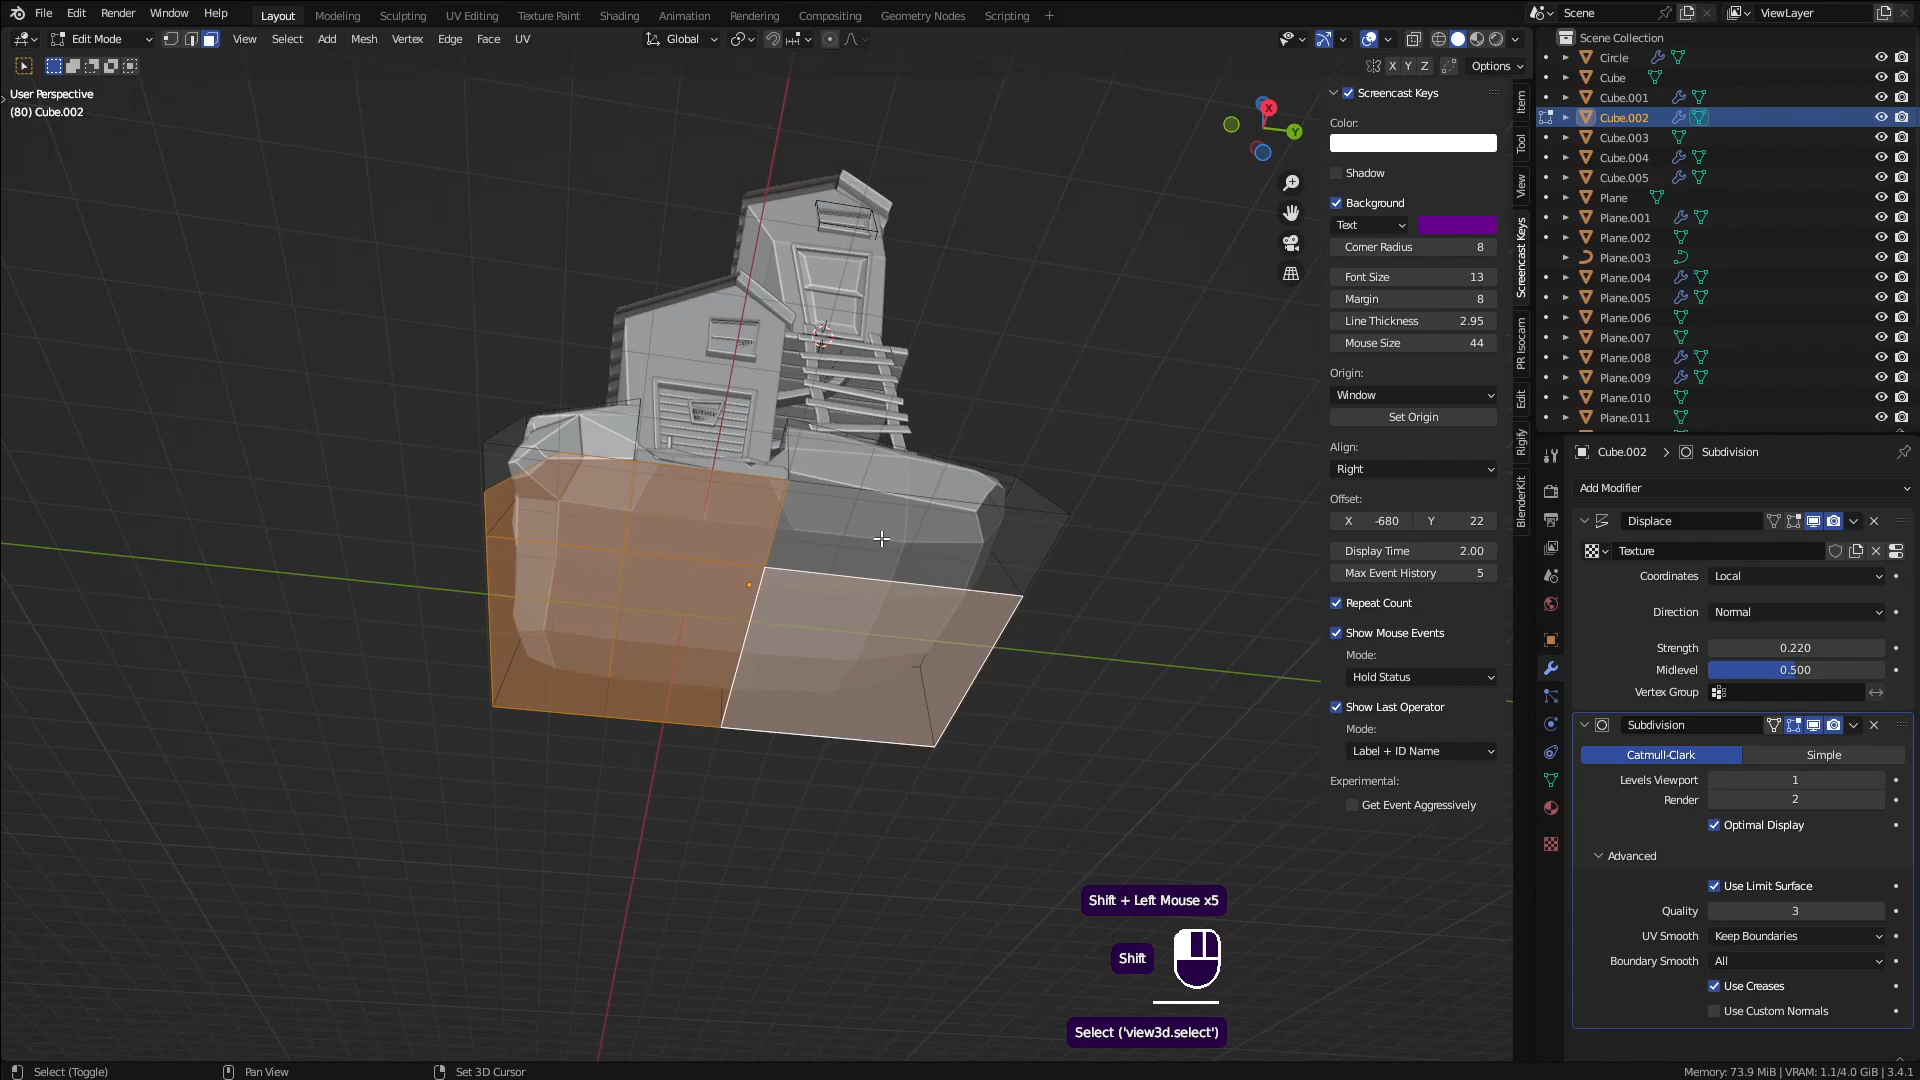 File Edit Render Window Help Layout Modeling Sculpting UV Editing Texture Paint Shading Animation Rendering Compositing Geometry Nodes Scripting + Scene ViewLayer
Edit Mode View Select Add Mesh Vertex Edge Face UV Global
X Y Z Options
User Perspective
(80) Cube.002
X
Y
Screencast Keys
Color:
Shadow
Background
Text
Corner Radius 8
Font Size 13
Margin 8
Line Thickness 2.95
Mouse Size 44
Origin:
Window
Set Origin
Align:
Right
Offset:
X -680 Y 22
Display Time 2.00
Max Event History 5
Repeat Count
Show Mouse Events
Mode:
Hold Status
Show Last Operator
Mode:
Label + ID Name
Experimental:
Get Event Aggressively
Item
Tool
View
Screencast Keys
PR Isocam
Edit
Rigify
BlenderKit
Scene Collection
Circle
Cube
Cube.001
Cube.002
Cube.003
Cube.004
Cube.005
Plane
Plane.001
Plane.002
Plane.003
Plane.004
Plane.005
Plane.006
Plane.007
Plane.008
Plane.009
Plane.010
Plane.011
Cube.002 > Subdivision
Add Modifier
Displace
Texture
Coordinates Local
Direction Normal
Strength 0.220
Midlevel 0.500
Vertex Group
Subdivision
Catmull-Clark Simple
Levels Viewport 1
Render 2
Optimal Display
Advanced
Use Limit Surface
Quality 3
UV Smooth Keep Boundaries
Boundary Smooth All
Use Creases
Use Custom Normals
Shift + Left Mouse x5
Shift
Select ('view3d.select')
Select (Toggle) Pan View Set 3D Cursor Memory: 73.9 MiB | VRAM: 1.1/4.0 GiB | 3.4.1